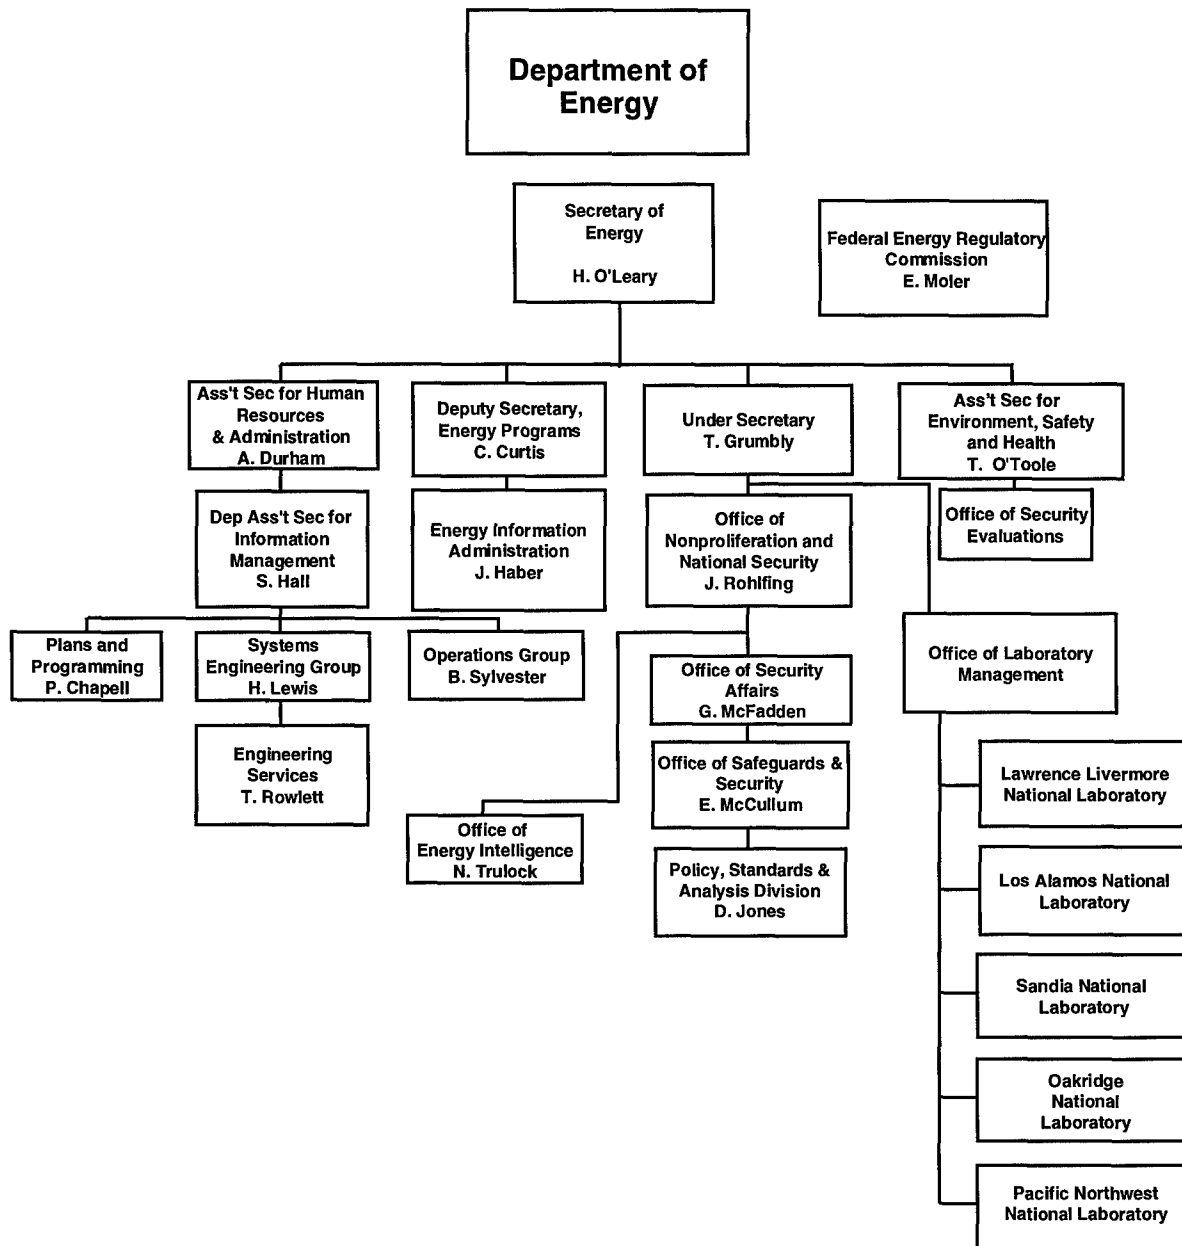 Department of
Energy
Secretary of
Energy
H. O'Leary
Federal Energy Regulatory
Commission
E. Moler
Ass't Sec for Human
Resources
& Administration
A. Durham
Deputy Secretary,
Energy Programs
C. Curtis
Under Secretary
T. Grumbly
Ass't Sec for
Environment, Safety
and Health
T. O'Toole
Dep Ass't Sec for
Information
Management
S. Hall
Energy Information
Administration
J. Haber
Office of
Nonproliferation and
National Security
J. Rohlfing
Office of Security
Evaluations
Plans and
Programming
P. Chapell
Systems
Engineering Group
H. Lewis
Operations Group
B. Sylvester
Office of Security
Affairs
G. McFadden
Office of Laboratory
Management
Engineering
Services
T. Rowlett
Office of Safeguards &
Security
E. McCullum
Office of
Energy Intelligence
N. Trulock
Policy, Standards &
Analysis Division
D. Jones
Lawrence Livermore
National Laboratory
Los Alamos National
Laboratory
Sandia National
Laboratory
Oakridge
National
Laboratory
Pacific Northwest
National Laboratory